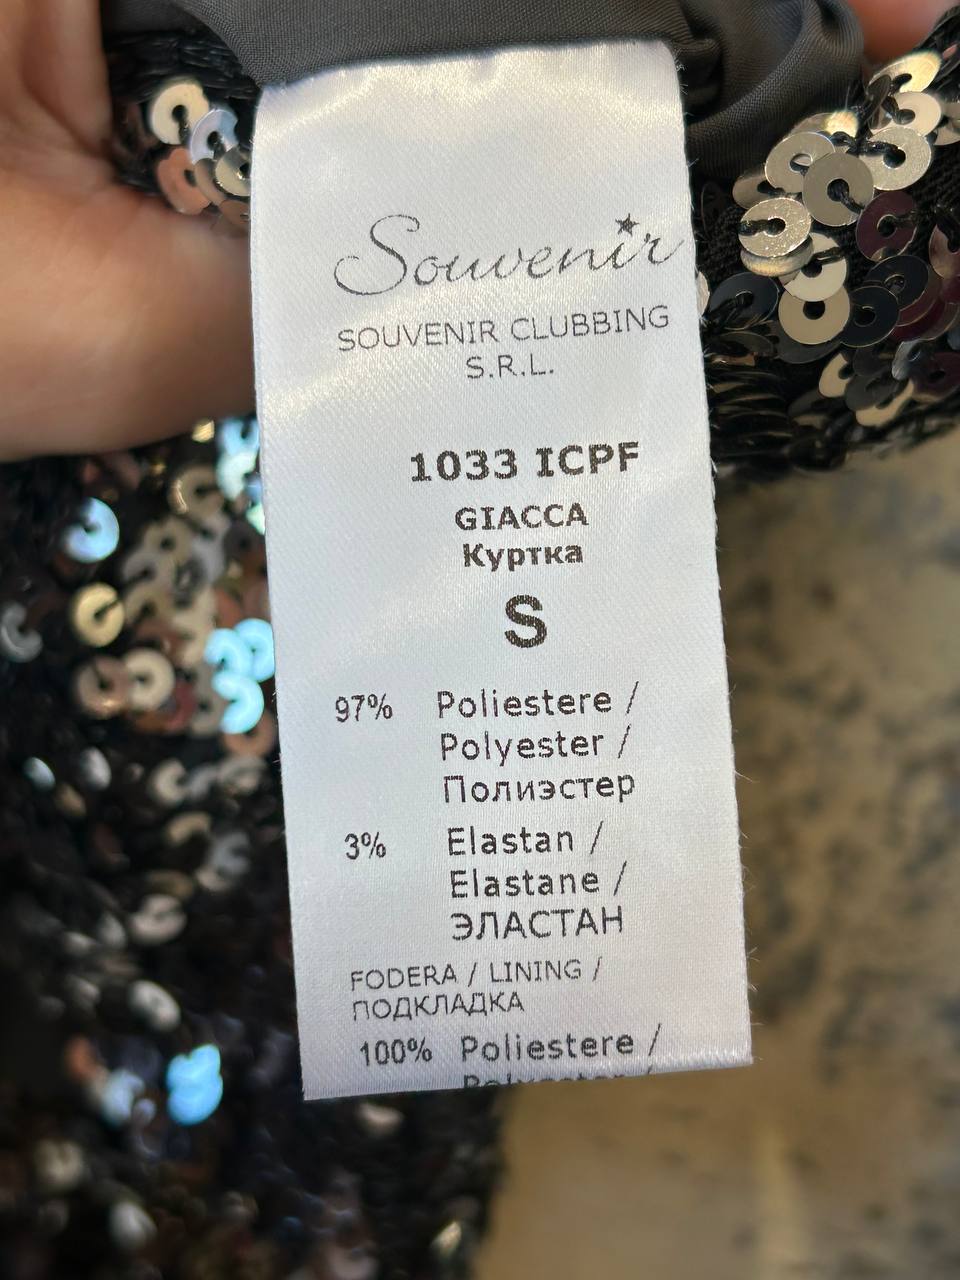 Souvenir
SOUVENIR CLUBBING
S.R.L.
1033 ICPF
GIACCA
Куртка
S
97% Poliestere /
Polyester /
Полиэстер
3% Elastan /
Elastane /
ЭЛАСТАН
FODERA / LINING /
ПОДКЛАДКА
100% Poliestere /